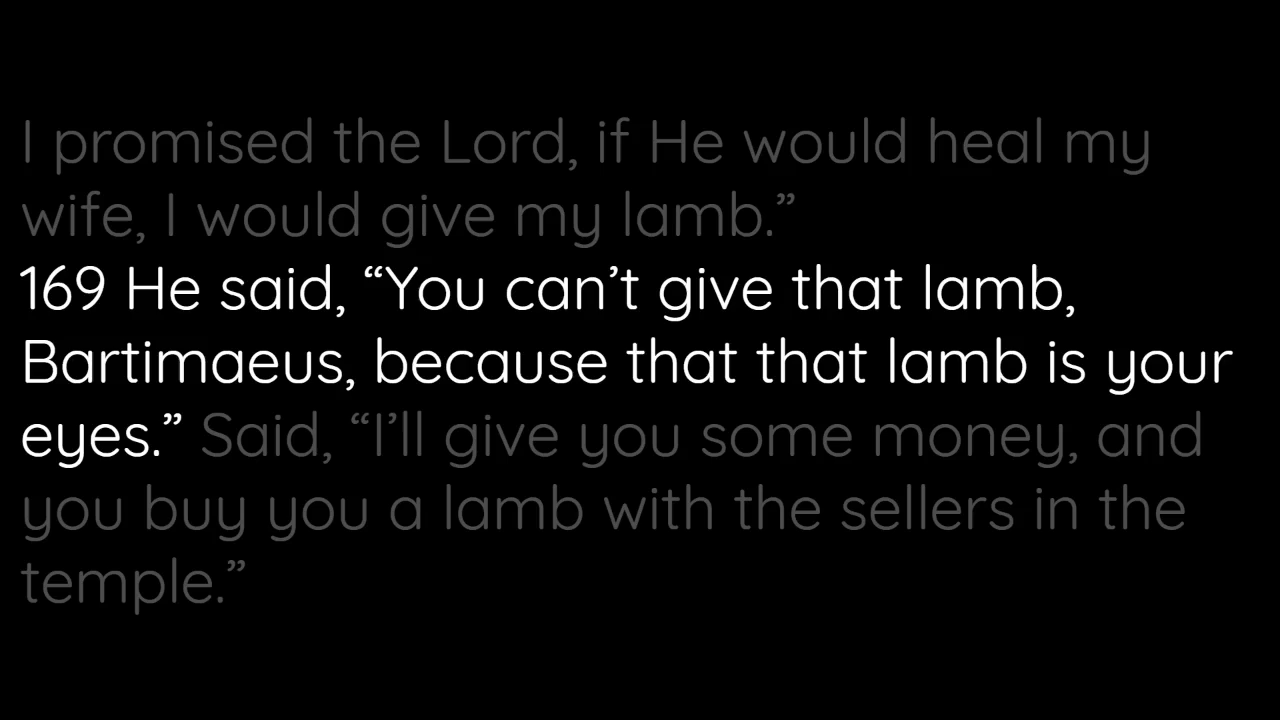 I promised the Lord, if He would heal my
wife, I would give my lamb.”
169 He said, “You can’t give that lamb,
Bartimaeus, because that that lamb is your
eyes.” Said, “I’ll give you some money, and
you buy you a lamb with the sellers in the
temple.”